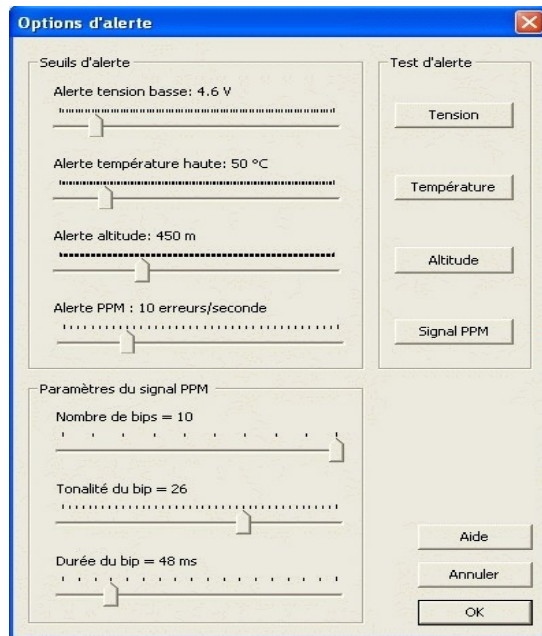 Options d'alerte
Seuils d'alerte
Alerte tension basse: 4.6 V
Alerte température haute: 50 °C
Alerte altitude: 450 m
Alerte PPM : 10 erreurs/seconde
Test d'alerte
Tension
Température
Altitude
Signal PPM
Paramètres du signal PPM
Nombre de bips = 10
Tonalité du bip = 26
Durée du bip = 48 ms
Aide
Annuler
OK